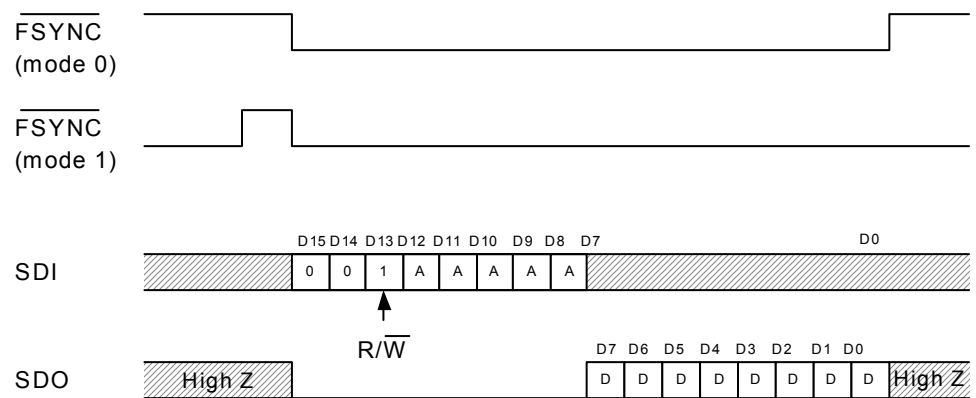 FSYNC
(mode 0)
FSYNC
(mode 1)
D15 D14 D13 D12 D11 D10 D9 D8 D7 D0
SDI 0 0 1 A A A A A
R/W
D7 D6 D5 D4 D3 D2 D1 D0
SDO High Z D D D D D D D D High Z